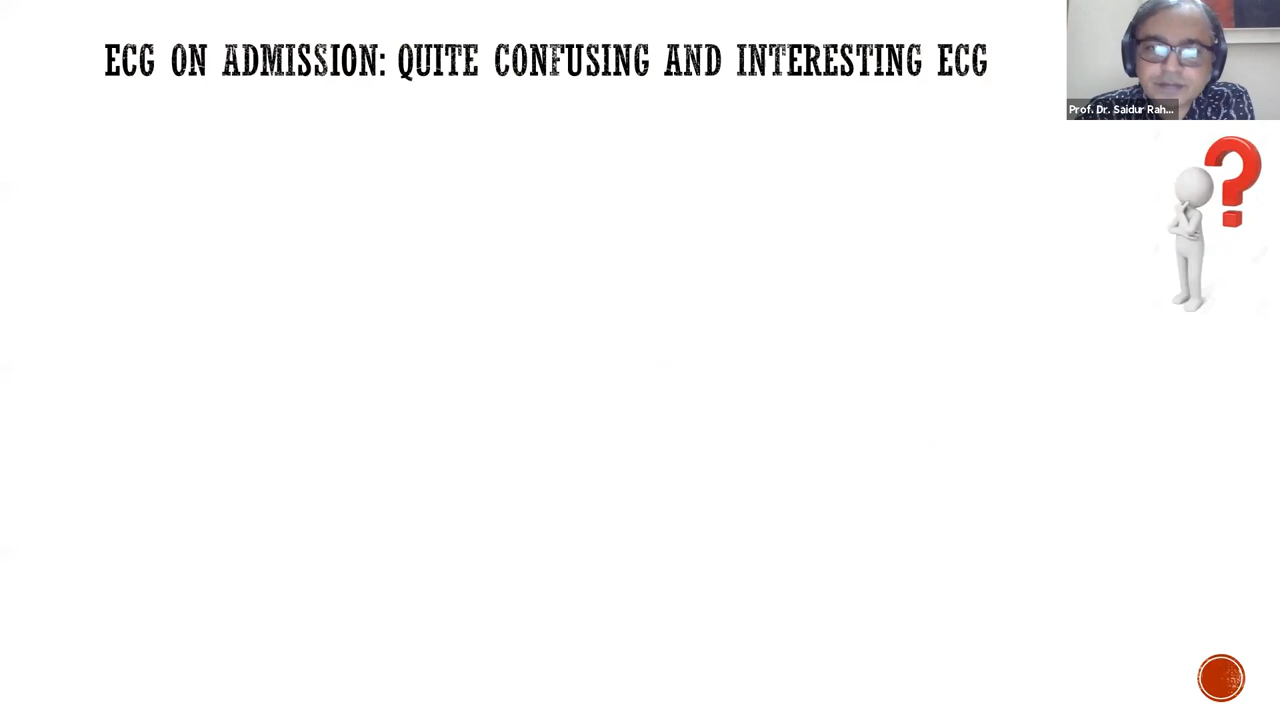 ECG ON ADMISSION: QUITE CONFUSING AND INTERESTING ECG
Prof. Dr. Saidur Rah...